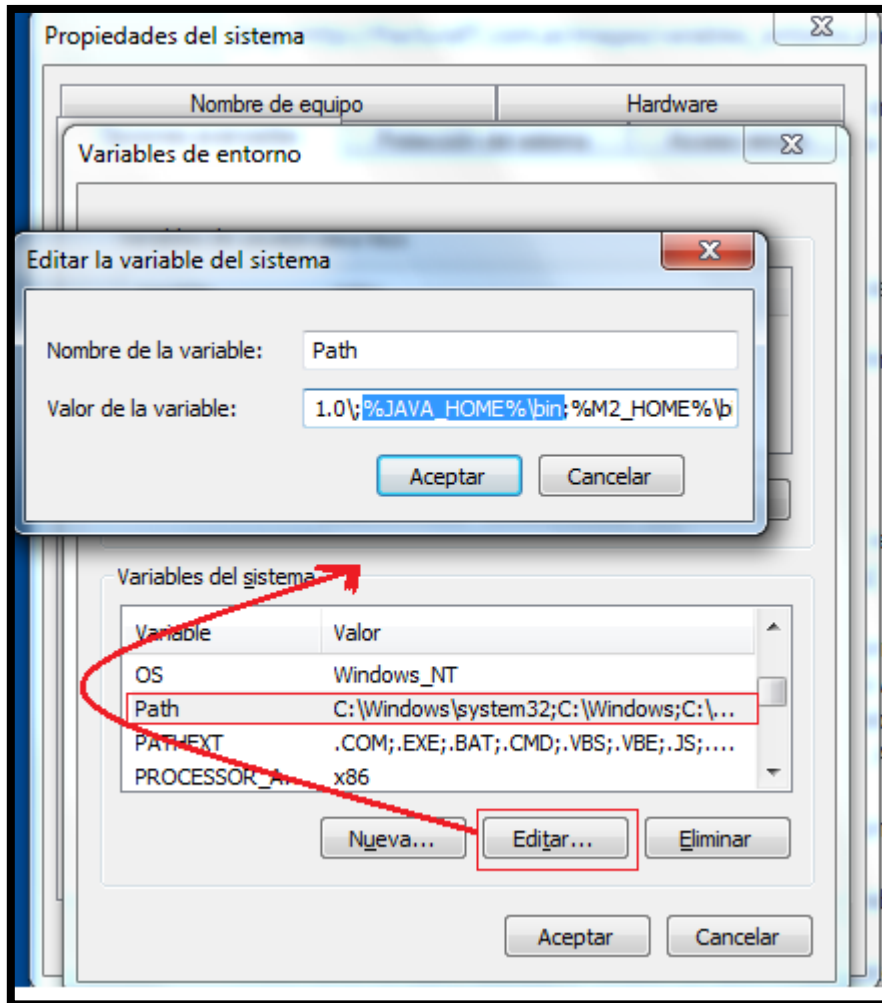 Propiedades del sistema
Nombre de equipo Hardware
Variables de entorno
Editar la variable del sistema
Nombre de la variable: Path
Valor de la variable: 1.0\;%JAVA_HOME%\bin;%M2_HOME%\b
Aceptar Cancelar
Variables del sistema
Variable Valor
OS Windows_NT
Path C:\Windows\system32;C:\Windows;C:\...
PATHEXT .COM;.EXE;.BAT;.CMD;.VBS;.VBE;.JS;....
PROCESSOR_A... x86
Nueva... Editar... Eliminar
Aceptar Cancelar